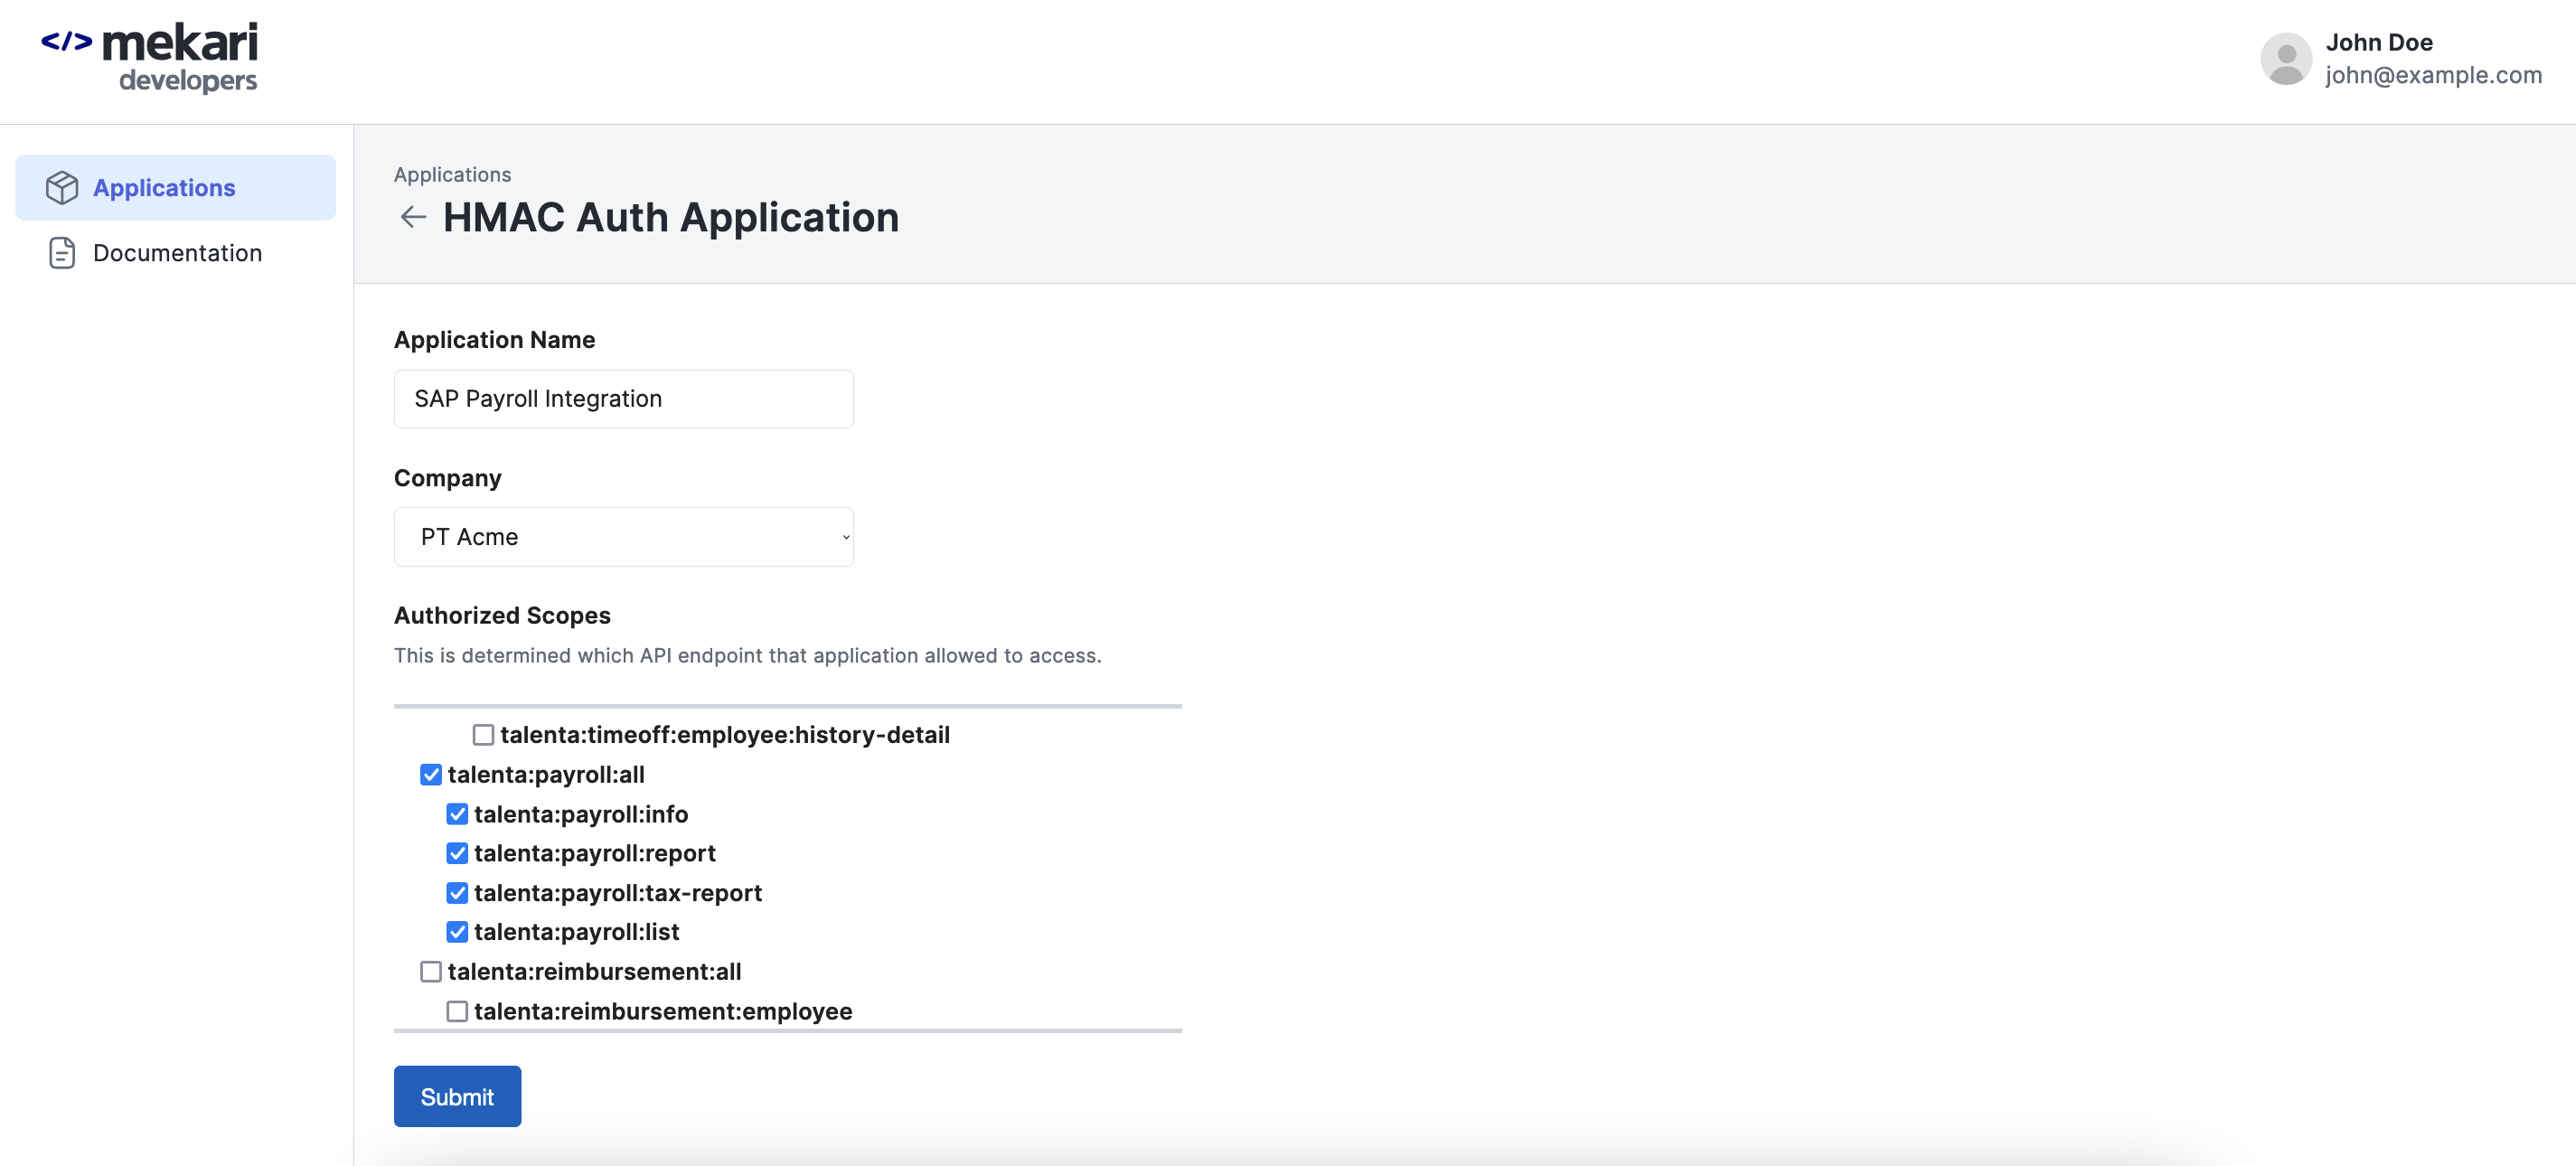 </> mekari
developers
John Doe
john@example.com
Applications
Documentation
Applications
HMAC Auth Application
Application Name
SAP Payroll Integration
Company
PT Acme
Authorized Scopes
This is determined which API endpoint that application allowed to access.
talenta:timeoff:employee:history-detail
talenta:payroll:all
talenta:payroll:info
talenta:payroll:report
talenta:payroll:tax-report
talenta:payroll:list
talenta:reimbursement:all
talenta:reimbursement:employee
Submit